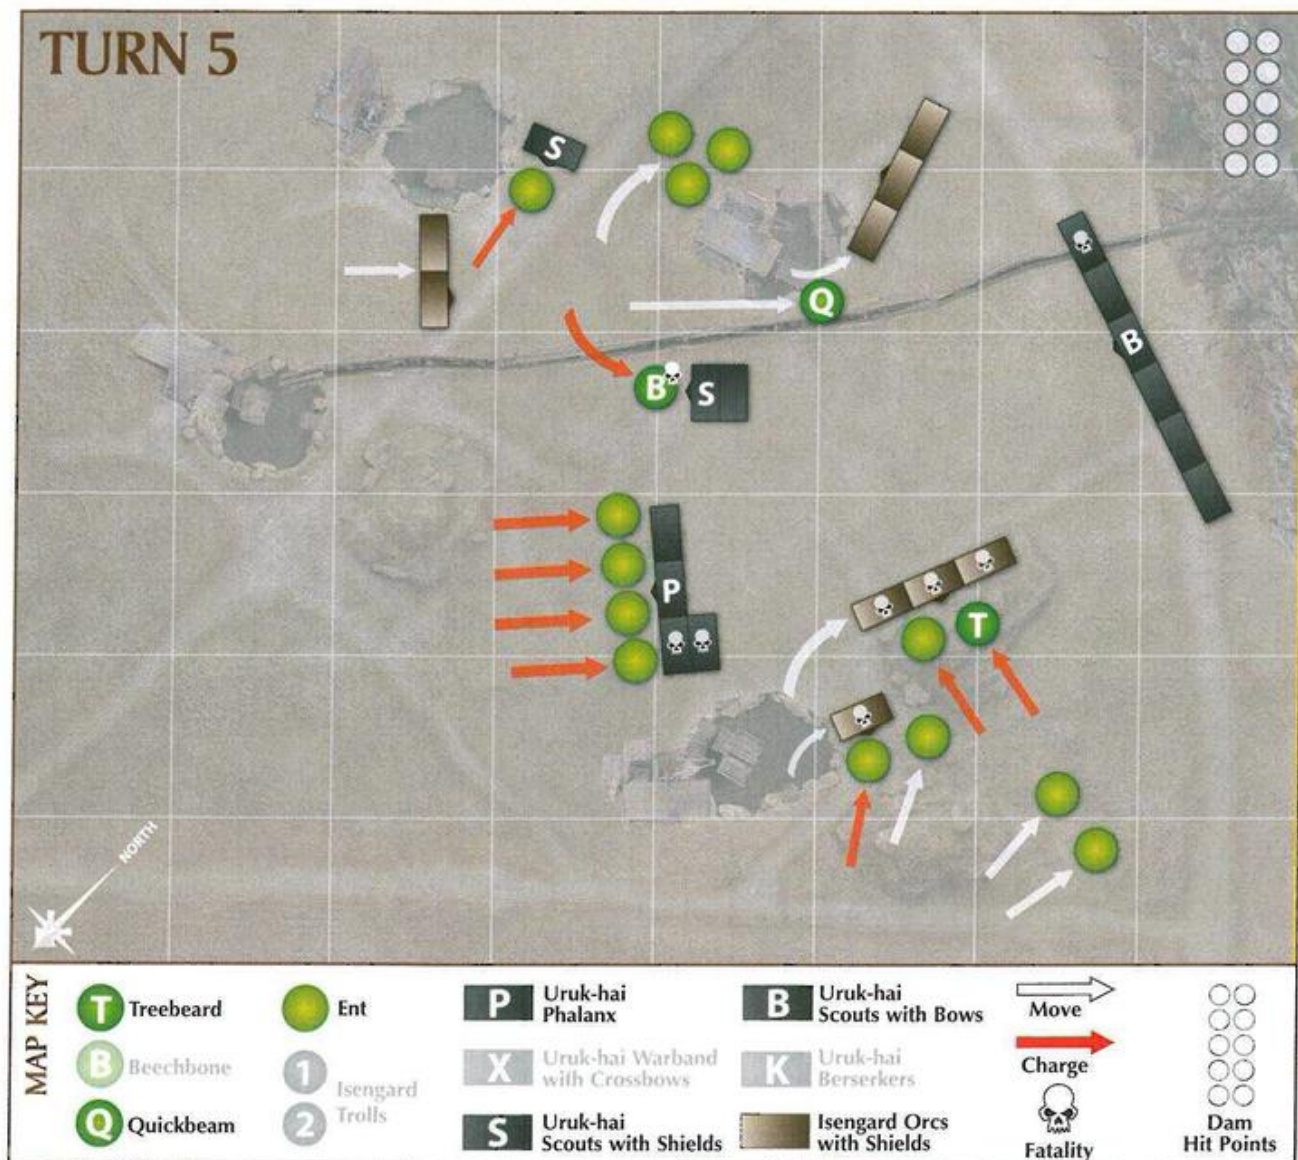 TURN 5
S
Q
B
B
S
P
T
NORTH
MAP KEY
T Treebeard
B Beechbone
Q Quickbeam
Ent
1
2
Isengard
Trolls
P Uruk-hai
Phalanx
X Uruk-hai Warband
with Crossbows
S Uruk-hai
Scouts with Shields
B Uruk-hai
Scouts with Bows
K Uruk-hai
Berserkers
Isengard Orcs
with Shields
Move
Charge
Fatality
Dam
Hit Points